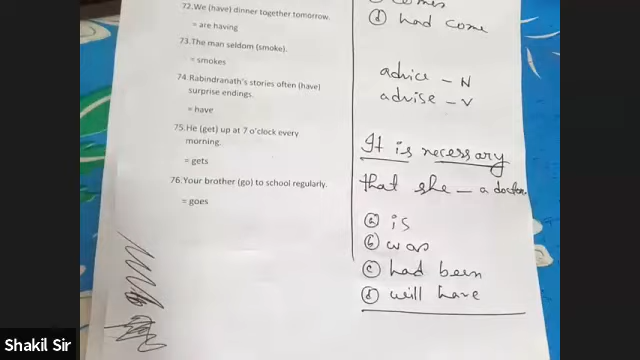 72.We (have) dinner together tomorrow.
= are having
73.The man seldom (smoke).
= smokes
74.Rabindranath's stories often (have)
surprise endings.
= have
75.He (get) up at 7 o'clock every
morning.
= gets
76.Your brother (go) to school regularly.
= goes
comes
(d) had come
advice – N
advise – V
It is necessary
that she — a doctor
(a) is
(b) was
(c) had been
(d) will have
Shakil Sir